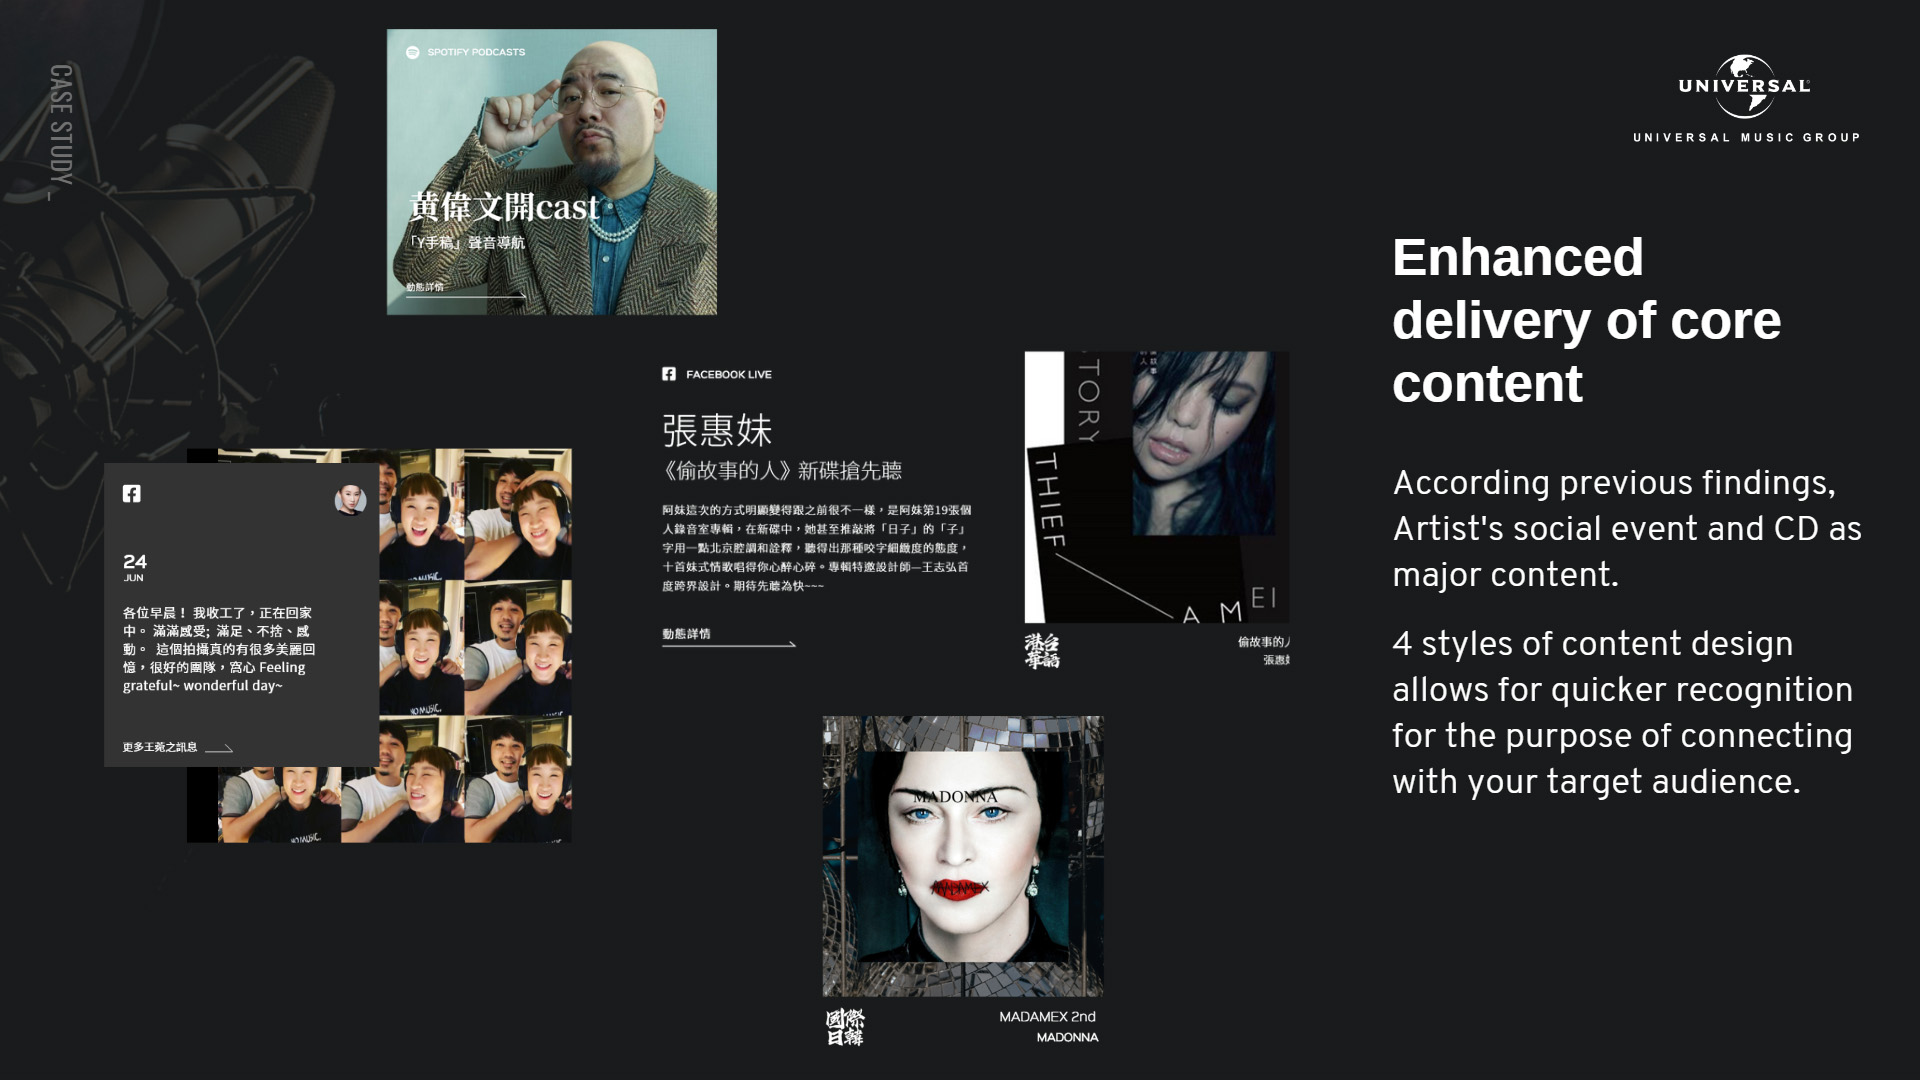 CASE STUDY –
SPOTIFY PODCASTS
黃偉文開cast
「Y手稿」聲音導航
動態詳情
UNIVERSAL
UNIVERSAL MUSIC GROUP
Enhanced
delivery of core
content
According previous findings,
Artist's social event and CD as
major content.
4 styles of content design
allows for quicker recognition
for the purpose of connecting
with your target audience.
FACEBOOK LIVE
張惠妹
《偷故事的人》新碟搶先聽
阿妹這次的方式明顯變得跟之前很不一樣，是阿妹第19張個
人錄音室專輯，在新碟中，她甚至推敲將「日子」的「子」
字用一點北京腔調和詮釋，聽得出那種咬字細緻度的態度，
十首妹式情歌唱得你心醉心碎。專輯特邀設計師—王志弘首
度跨界設計。期待先聽為快~~~
動態詳情
TORY
THIEF
A MEI
港台
華語
偷故事的人
張惠妹
24
JUN
各位早晨！ 我收工了，正在回家
中。 滿滿感受; 滿足、不捨、感
動。 這個拍攝真的有很多美麗回
憶，很好的團隊，窩心 Feeling
grateful~ wonderful day~
更多王菀之訊息
NO MUSIC.
MADONNA
MADAME X
國際
日韓
MADAMEX 2nd
MADONNA